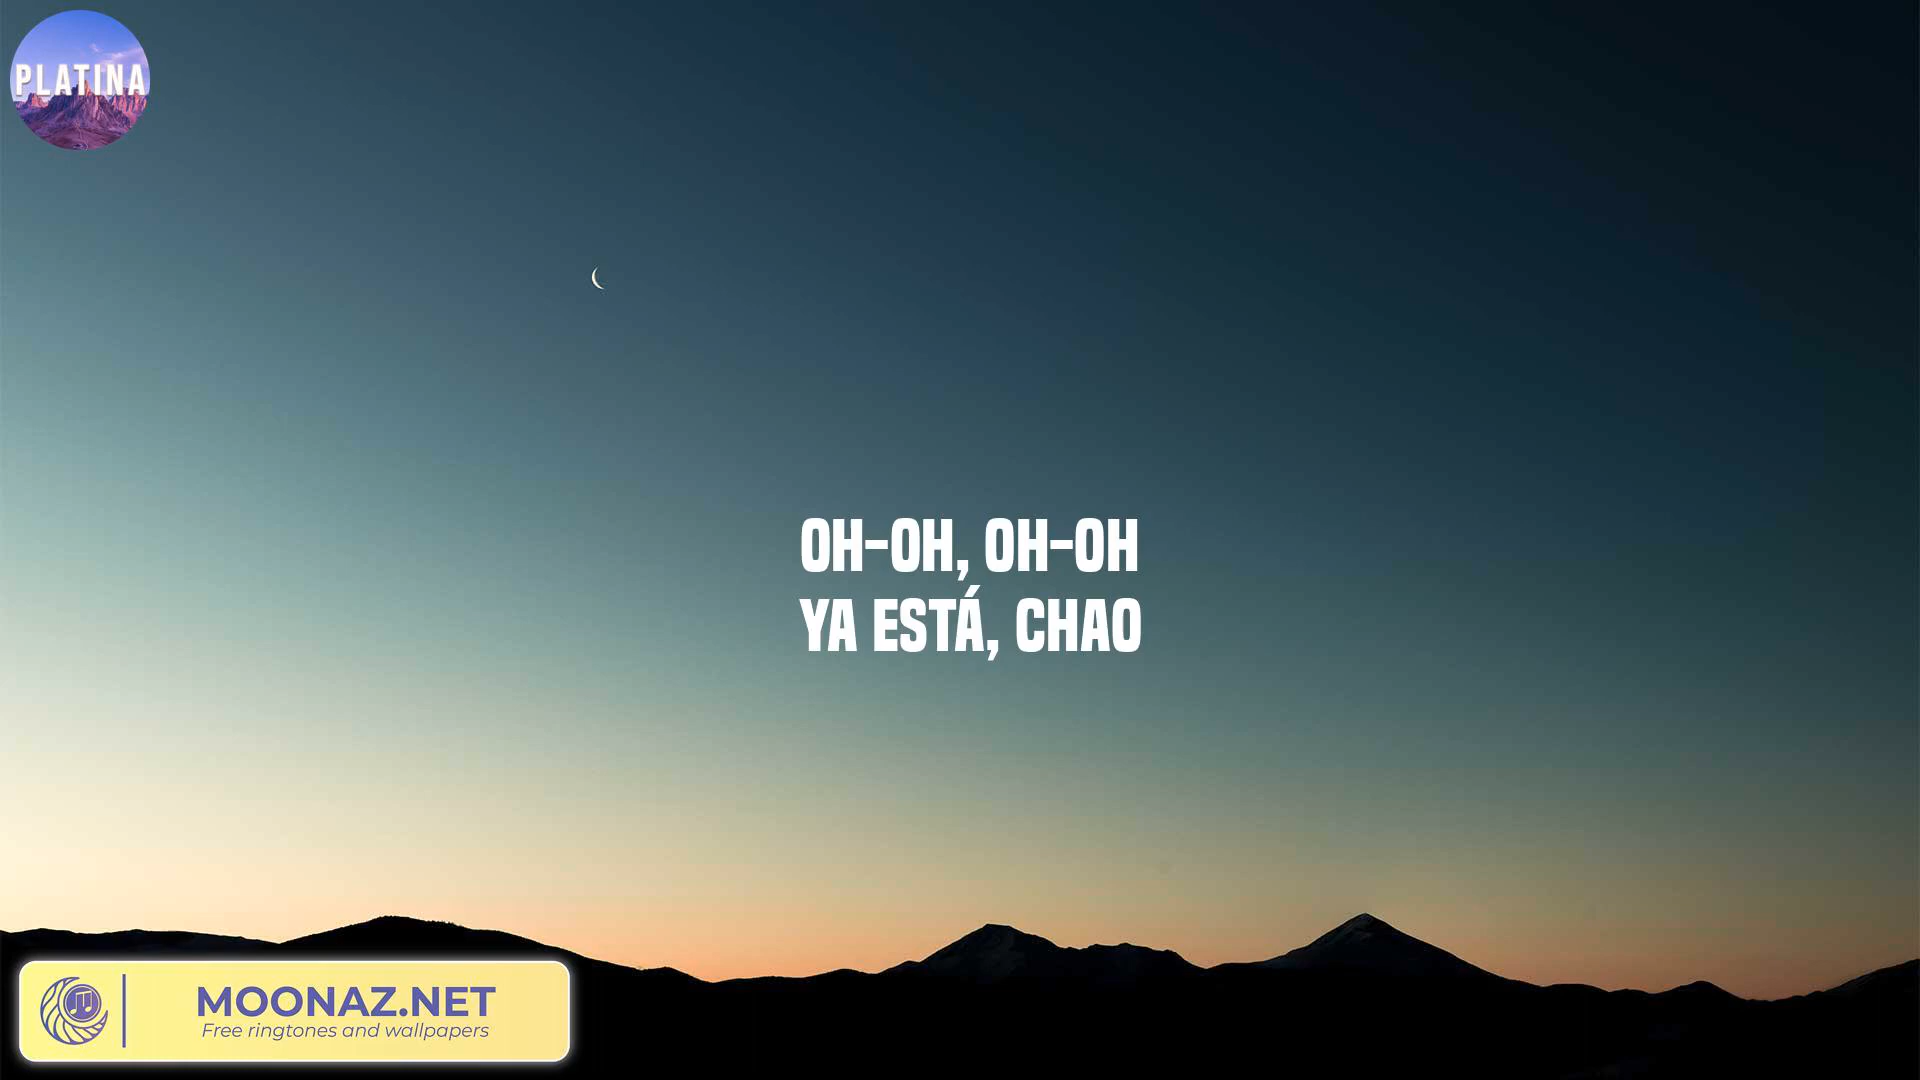 PLATINA
OH-OH, OH-OH
YA ESTÁ, CHAO
MOONAZ.NET
Free ringtones and wallpapers